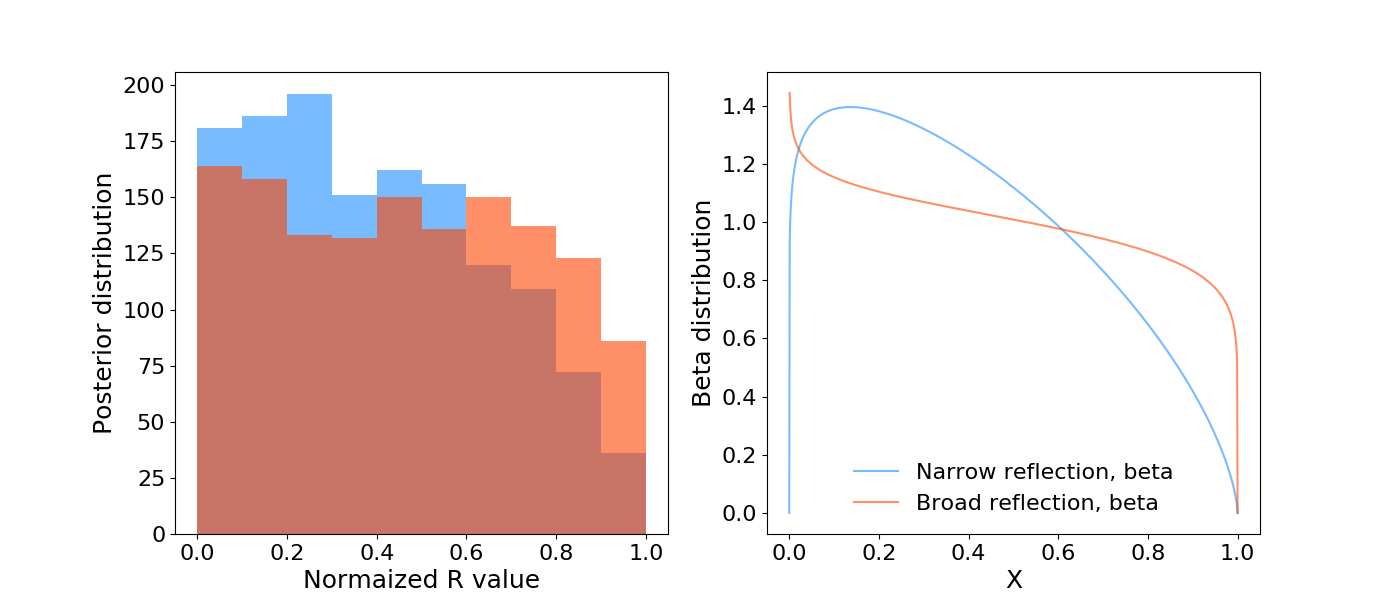 Posterior distribution
200
175
150
125
100
75
50
25
0
0.0 0.2 0.4 0.6 0.8 1.0
Normaized R value
Beta distribution
1.4
1.2
1.0
0.8
0.6
0.4
0.2
0.0
Narrow reflection, beta
Broad reflection, beta
0.0 0.2 0.4 0.6 0.8 1.0
X